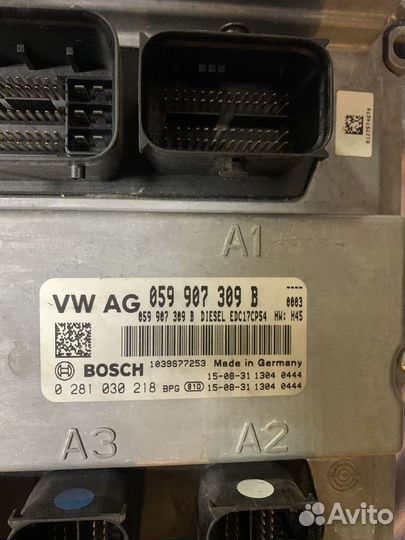 8127574674
A1
VW AG 059 907 309 B
0003
059 907 309 B DIESEL EDC17CP54 HW: H45
1039S77253 Made in Germany
BOSCH
15-08-31 1304 0444
0 281 030 218 BPG 810 15-08-31 1304 0444
A3 A2
Avito